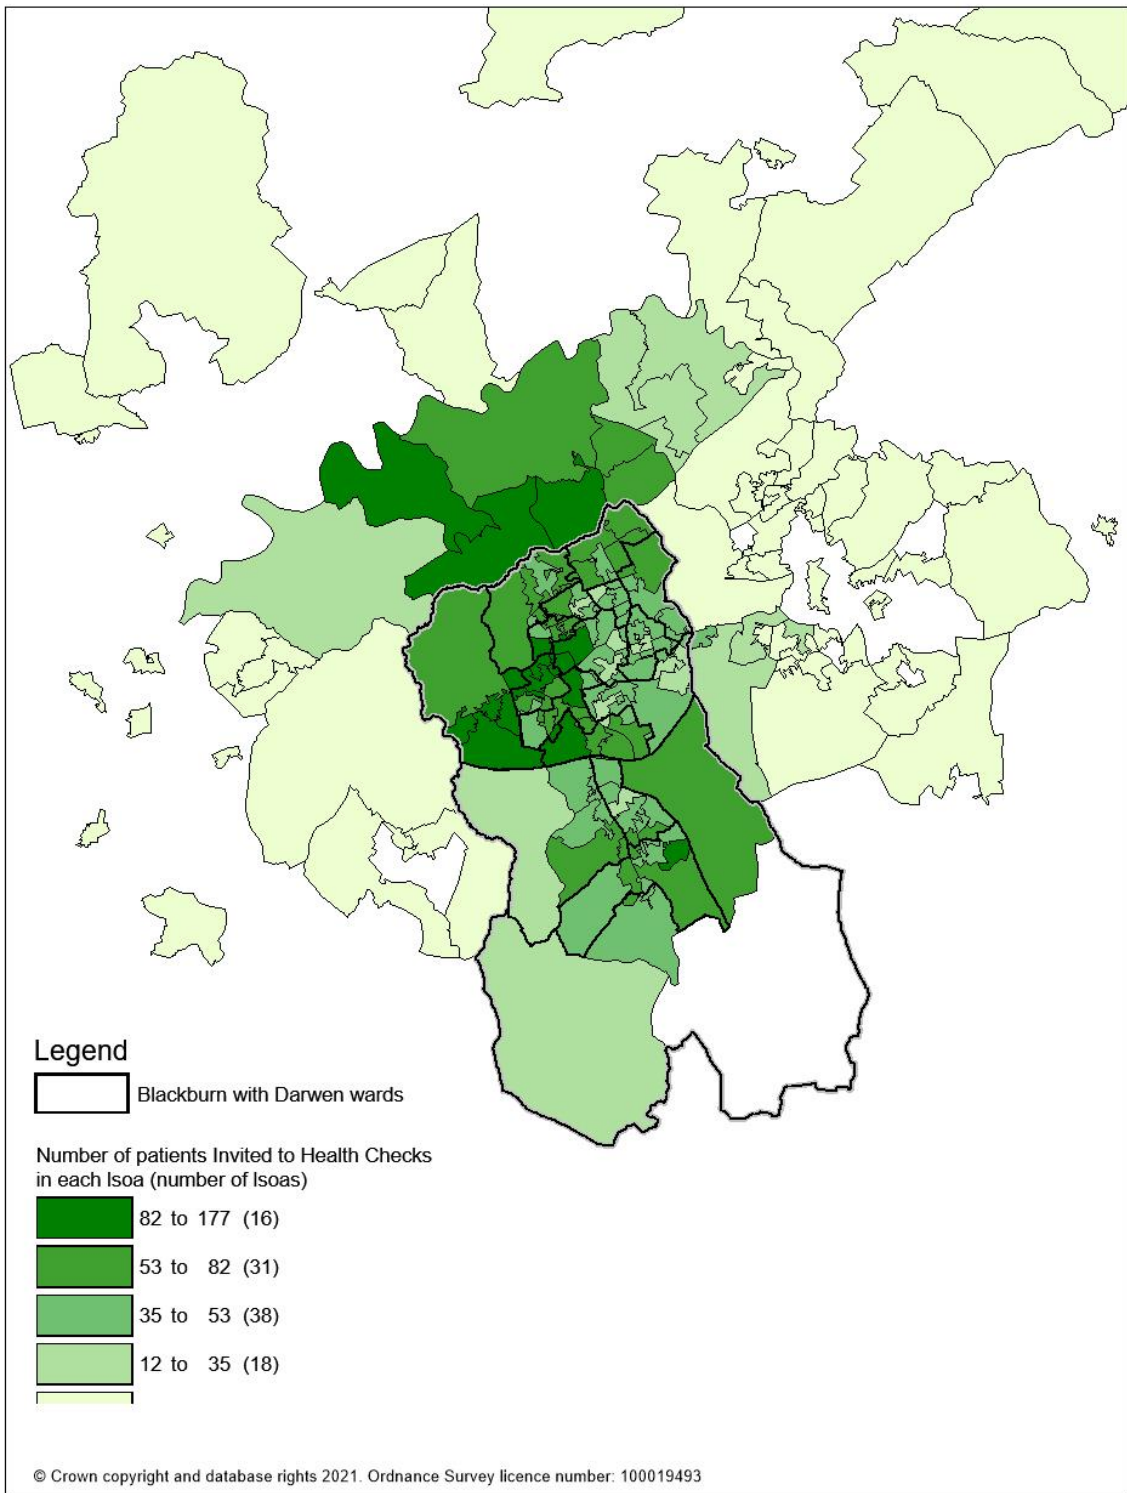 Legend
Blackburn with Darwen wards
Number of patients Invited to Health Checks
in each lsoa (number of lsoas)
82 to 177 (16)
53 to 82 (31)
35 to 53 (38)
12 to 35 (18)
© Crown copyright and database rights 2021. Ordnance Survey licence number: 100019493